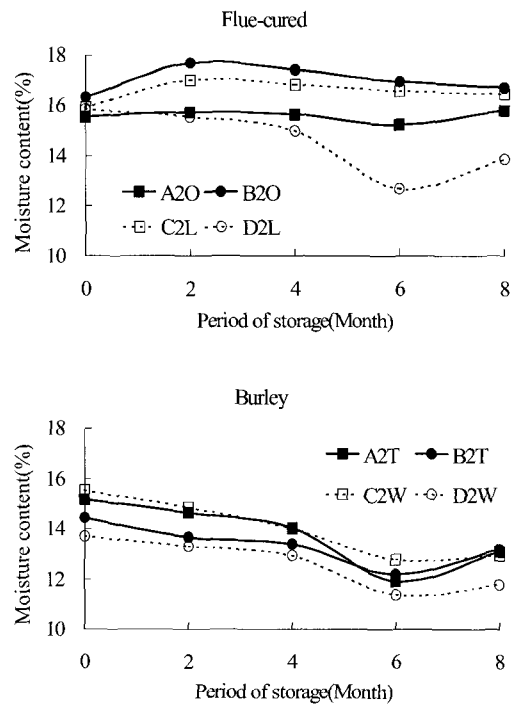 Flue-cured
Moisture content(%)
18
16
14
12
10
A2O B2O
C2L D2L
0 2 4 6 8
Period of storage(Month)
Burley
Moisture content(%)
18
16
14
12
10
A2T B2T
C2W D2W
0 2 4 6 8
Period of storage(Month)